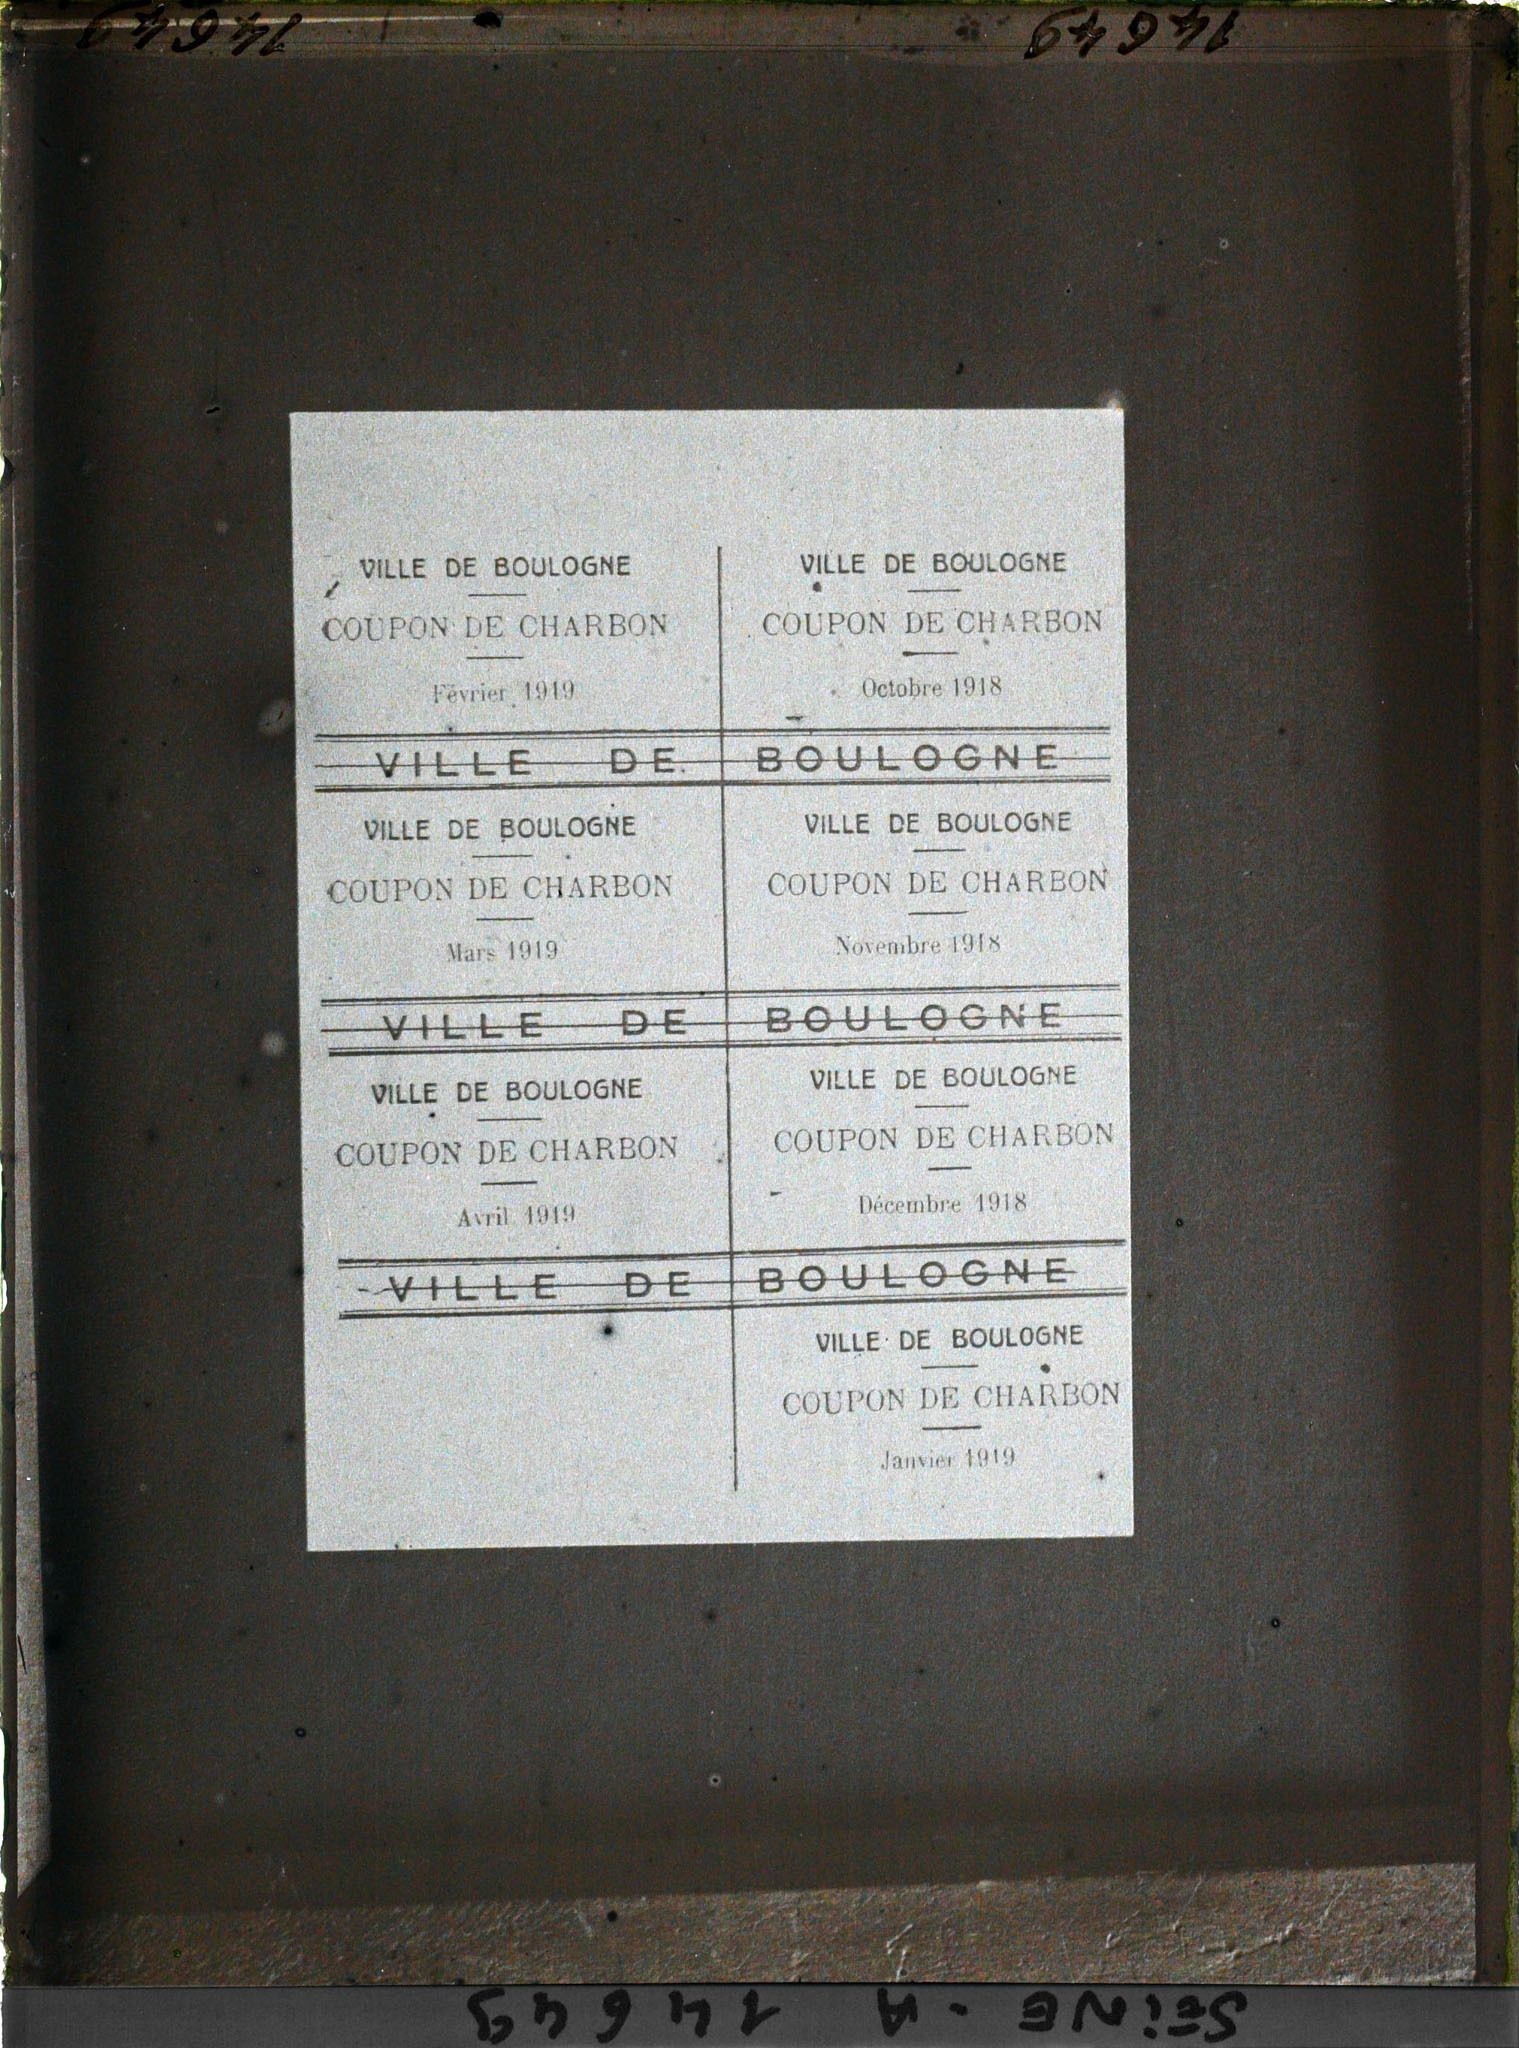 14649 14649
VILLE DE BOULOGNE
COUPON DE CHARBON
Février 1919
VILLE DE BOULOGNE
COUPON DE CHARBON
Octobre 1918
VILLE DE BOULOGNE
VILLE DE BOULOGNE
COUPON DE CHARBON
Mars 1919
VILLE DE BOULOGNE
COUPON DE CHARBON
Novembre 1918
VILLE DE BOULOGNE
VILLE DE BOULOGNE
COUPON DE CHARBON
Avril 1919
VILLE DE BOULOGNE
COUPON DE CHARBON
Décembre 1918
VILLE DE BOULOGNE
VILLE DE BOULOGNE
COUPON DE CHARBON
Janvier 1919
SEINE - A 14649